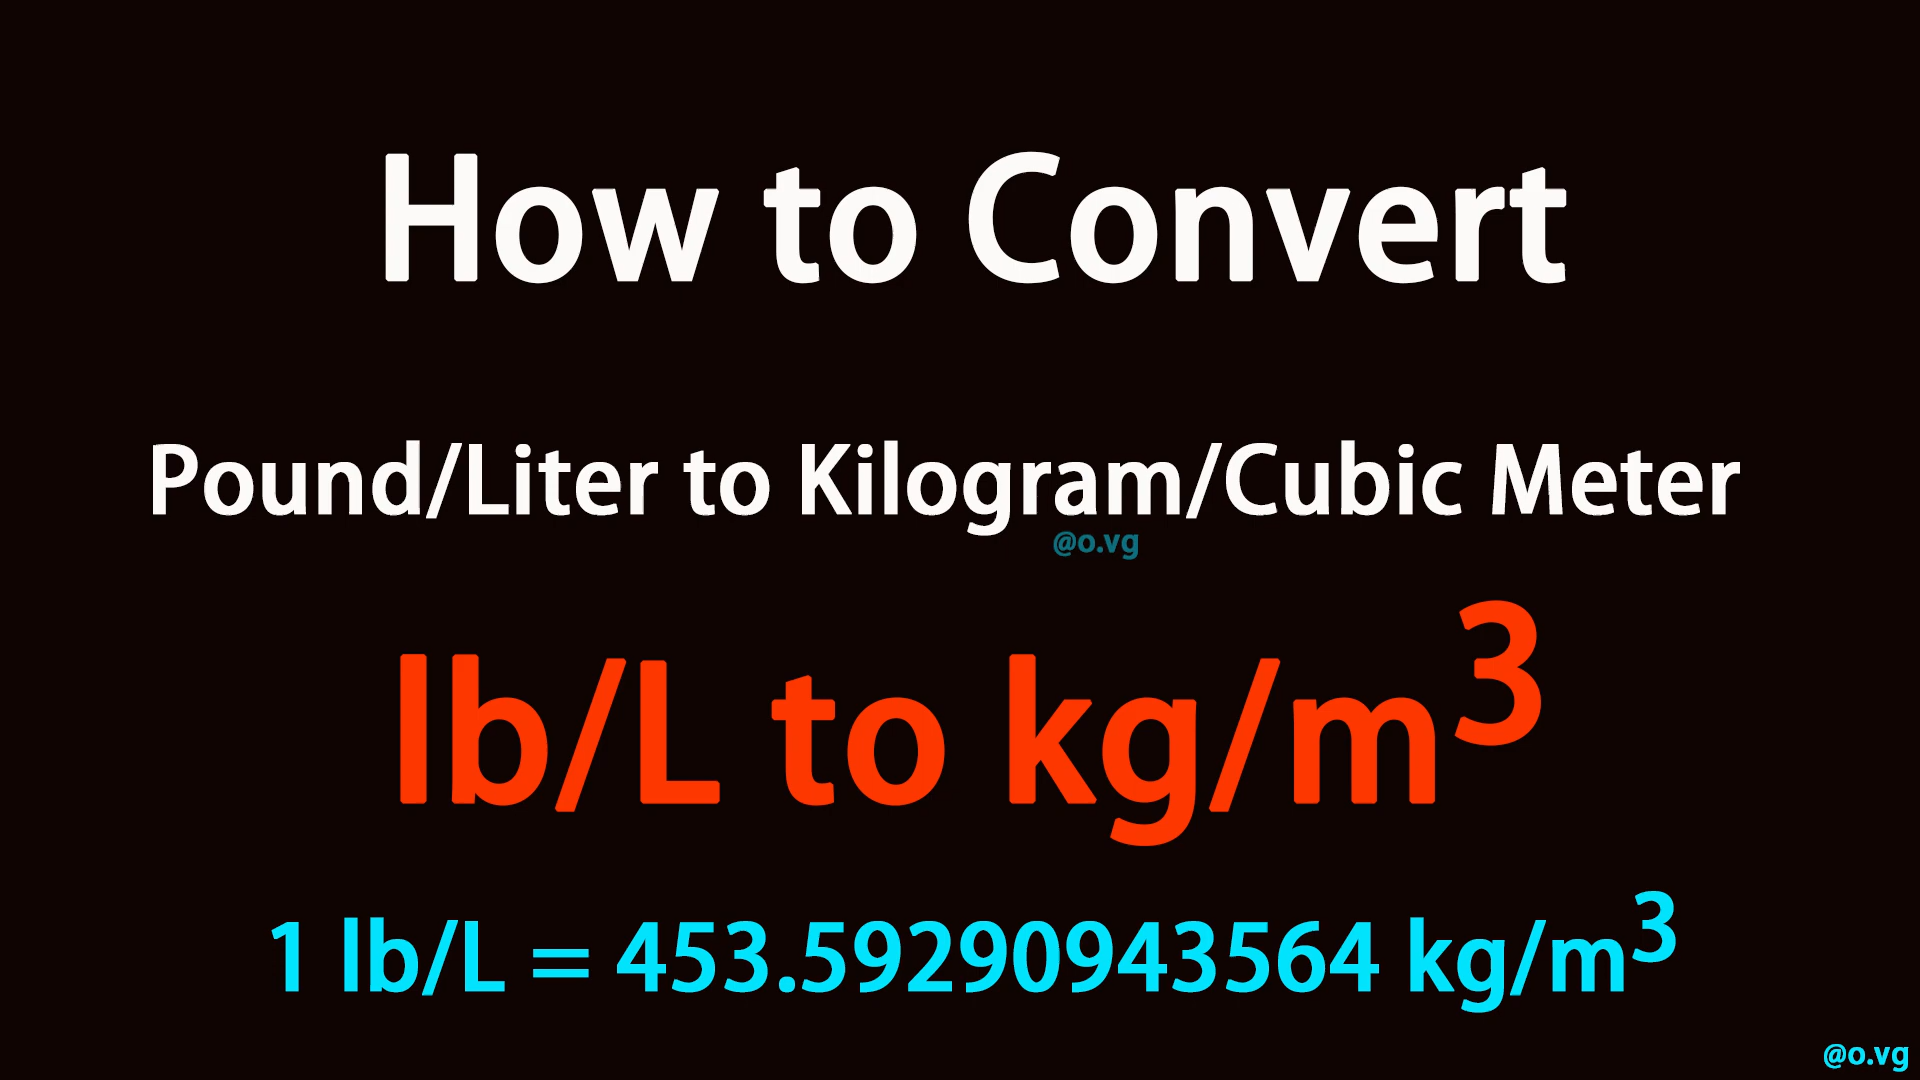 How to Convert
Pound/Liter to Kilogram/Cubic Meter
@o.vg
lb/L to kg/m³
1 lb/L = 453.59290943564 kg/m³
@o.vg